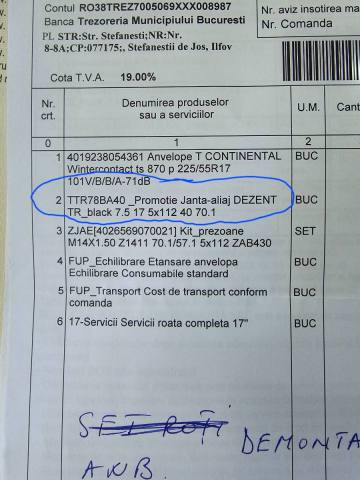 Contul RO38TREZ7005069XXX008987
Banca Trezoreria Municipiului Bucuresti
PL STR:Str. Stefanesti;NR:Nr.
8-8A;CP:077175;, Stefanestii de Jos, Ilfov
Nr. aviz insotirea ma
Nr. Comanda
Cota T.V.A. 19.00%
Nr. crt. Denumirea produselor sau a serviciilor U.M. Cant
0 1 2
1 4019238054361 Anvelope T CONTINENTAL BUC
Wintercontact ts 870 p 225/55R17
101V/B/B/A-71dB
2 TTR78BA40 _Promotie Janta-aliaj DEZENT BUC
TR_black 7.5 17 5x112 40 70.1
3 ZJAE[4026569070021] Kit_prezoane SET
M14X1.50 Z1411 70.1/57.1 5x112 ZAB430
4 FUP_Echilibrare Etansare anvelopa BUC
Echilibrare Consumabile standard
5 FUP_Transport Cost de transport conform BUC
comanda
6 17-Servicii Servicii roata completa 17" BUC
SET ROTI
DEMONTA